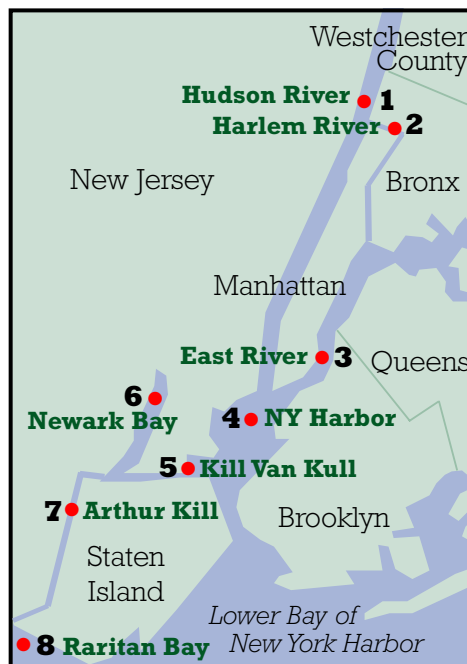 Westchester
County
Hudson River 1
Harlem River 2
New Jersey
Bronx
Manhattan
East River 3
Queens
6
Newark Bay
4 NY Harbor
5 Kill Van Kull
7 Arthur Kill
Brooklyn
Staten
Island
Lower Bay of
New York Harbor
8 Raritan Bay